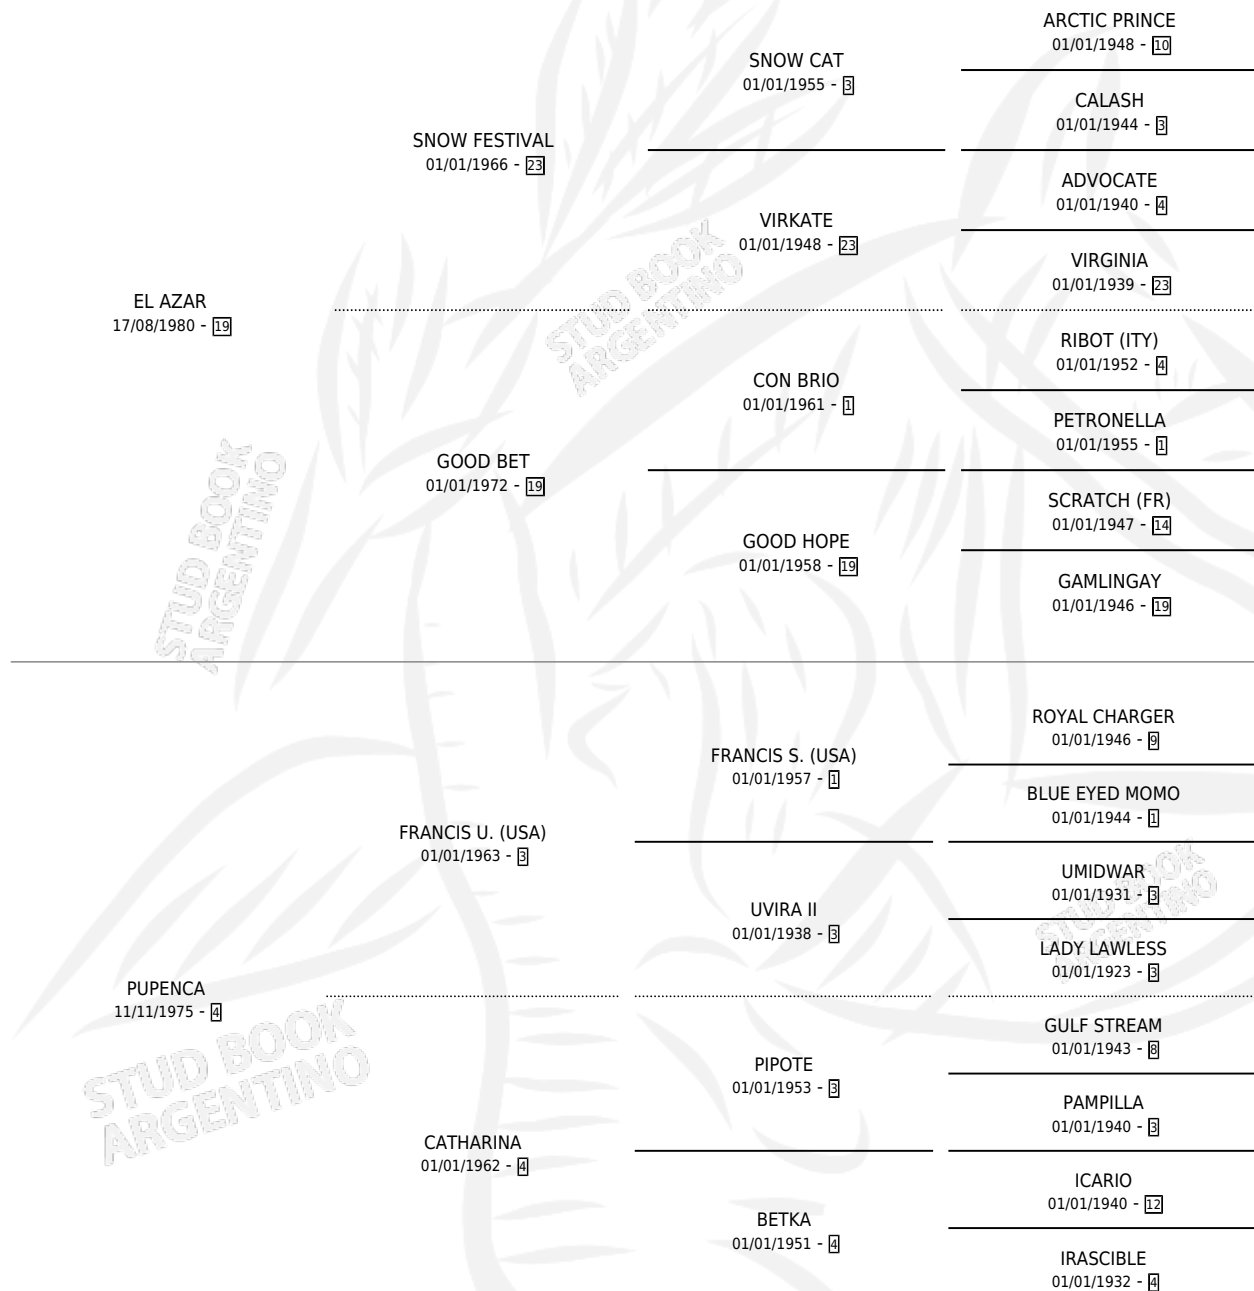 ARCTIC PRINCE
01/01/1948 - 10
SNOW CAT
01/01/1955 - 3
CALASH
01/01/1944 - 3
SNOW FESTIVAL
01/01/1966 - 23
ADVOCATE
01/01/1940 - 4
VIRKATE
01/01/1948 - 23
VIRGINIA
01/01/1939 - 23
EL AZAR
17/08/1980 - 19
RIBOT (ITY)
01/01/1952 - 4
CON BRIO
01/01/1961 - 1
PETRONELLA
01/01/1955 - 1
GOOD BET
01/01/1972 - 19
SCRATCH (FR)
01/01/1947 - 14
GOOD HOPE
01/01/1958 - 19
GAMLINGAY
01/01/1946 - 19
STUD BOOK
ARGENTINO
STUD BOOK
ARGENTINO
ROYAL CHARGER
01/01/1946 - 9
FRANCIS S. (USA)
01/01/1957 - 1
BLUE EYED MOMO
01/01/1944 - 1
FRANCIS U. (USA)
01/01/1963 - 3
UMIDWAR
01/01/1931 - 3
UVIRA II
01/01/1938 - 3
LADY LAWLESS
01/01/1923 - 3
PUPENCA
11/11/1975 - 4
GULF STREAM
01/01/1943 - 8
PIPOTE
01/01/1953 - 3
PAMPILLA
01/01/1940 - 3
CATHARINA
01/01/1962 - 4
ICARIO
01/01/1940 - 12
BETKA
01/01/1951 - 4
IRASCIBLE
01/01/1932 - 4
STUD BOOK
ARGENTINO
STUD BOOK
ARGENTINO